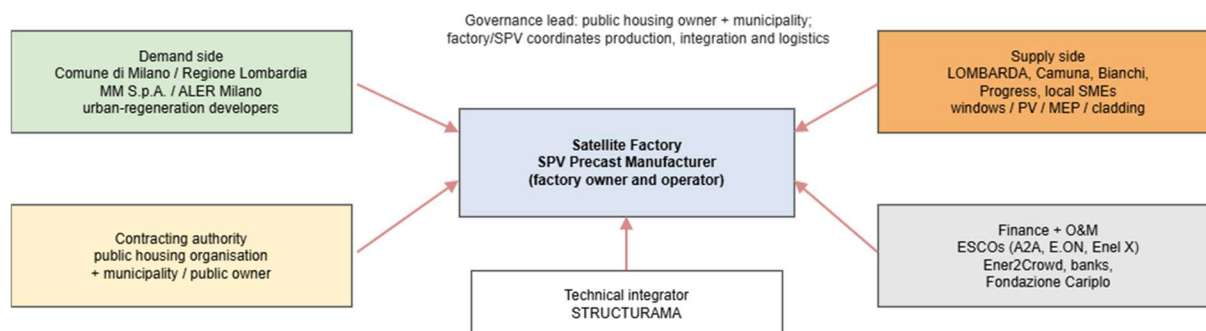 Governance lead: public housing owner + municipality;
factory/SPV coordinates production, integration and logistics
Demand side
Comune di Milano / Regione Lombardia
MM S.p.A. / ALER Milano
urban-regeneration developers
Supply side
LOMBARDA, Camuna, Bianchi,
Progress, local SMEs
windows / PV / MEP / cladding
Satellite Factory
SPV Precast Manufacturer
(factory owner and operator)
Contracting authority
public housing organisation
+ municipality / public owner
Finance + O&M
ESCOs (A2A, E.ON, Enel X)
Ener2Crowd, banks,
Fondazione Cariplo
Technical integrator
STRUCTURAMA